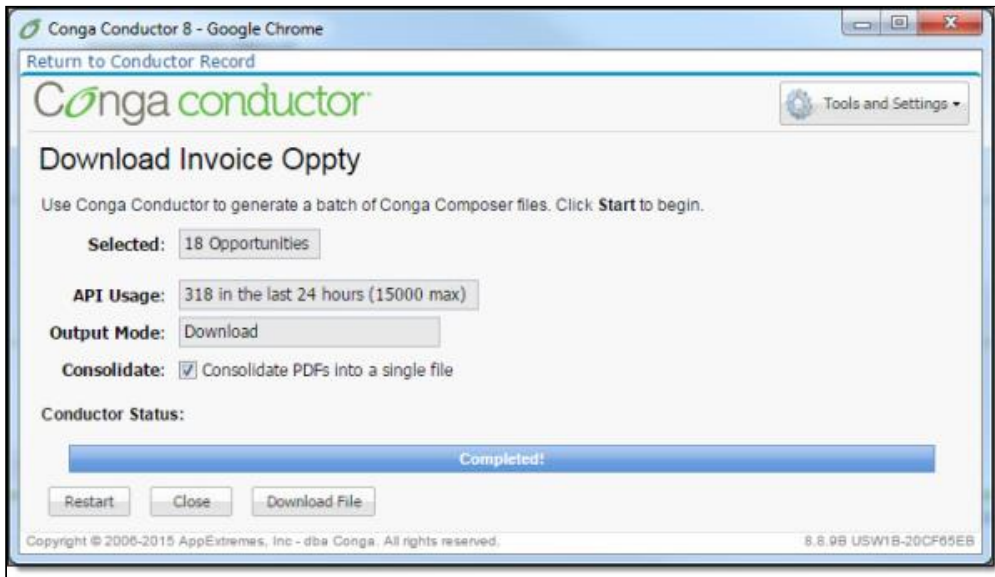 Conga Conductor 8 - Google Chrome
Return to Conductor Record
Conga conductor
Tools and Settings
Download Invoice Oppty
Use Conga Conductor to generate a batch of Conga Composer files. Click Start to begin.
Selected: 18 Opportunities
API Usage: 318 in the last 24 hours (15000 max)
Output Mode: Download
Consolidate: Consolidate PDFs into a single file
Conductor Status:
Completed!
Restart Close Download File
Copyright © 2006-2015 AppExtremes, Inc - dba Conga. All rights reserved. 8.8.9B USW1B-20CF65EB